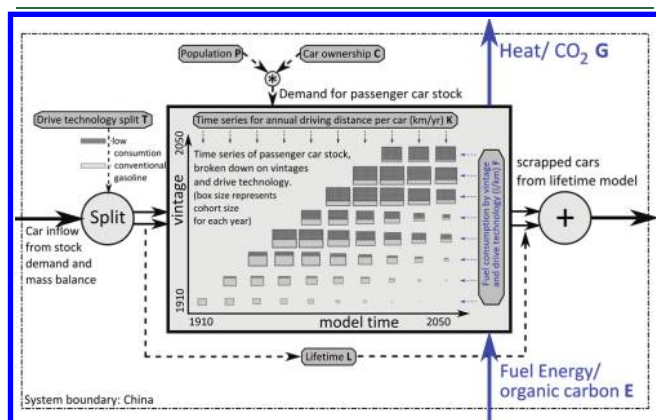 Population P
Car ownership C
Heat/ CO2 G
*
Demand for passenger car stock
Drive technology split T
low
consumtion
conventional
gasoline
Time series for annual driving distance per car (km/yr) K
2050
Time series of passenger car stock,
broken down on vintages
and drive technology.
(box size represents
cohort size
for each year)
vintage
1910
Fuel consumption by vintage
and drive technology (l/km) F
scrapped cars
from lifetime model
Split
+
Car inflow
from stock
demand and
mass balance
1910
model time
2050
Lifetime L
Fuel Energy/
organic carbon E
System boundary: China